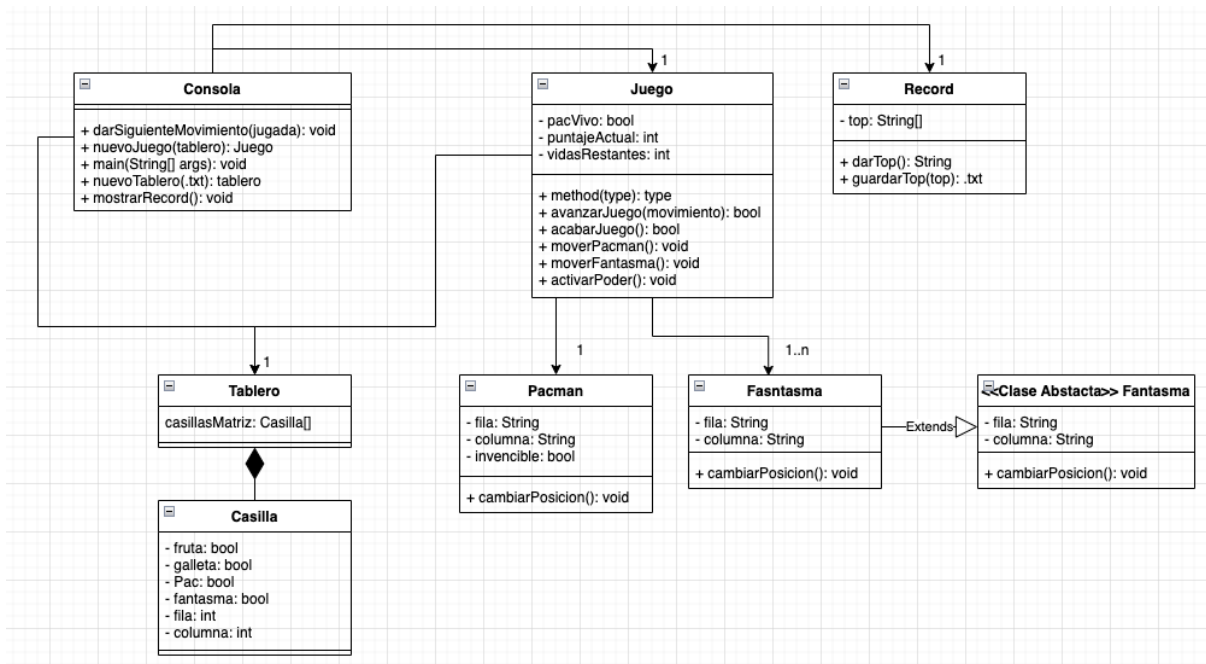 1
1
Consola
+ darSiguienteMovimiento(jugada): void
+ nuevoJuego(tablero): Juego
+ main(String[] args): void
+ nuevoTablero(.txt): tablero
+ mostrarRecord(): void
Juego
- pacVivo: bool
- puntajeActual: int
- vidasRestantes: int
+ method(type): type
+ avanzarJuego(movimiento): bool
+ acabarJuego(): bool
+ moverPacman(): void
+ moverFantasma(): void
+ activarPoder(): void
Record
- top: String[]
+ darTop(): String
+ guardarTop(top): .txt
1
1
1..n
Tablero
casillasMatriz: Casilla[]
Pacman
- fila: String
- columna: String
- invencible: bool
+ cambiarPosicion(): void
Fasntasma
- fila: String
- columna: String
+ cambiarPosicion(): void
Extends
<<Clase Abstacta>> Fantasma
- fila: String
- columna: String
+ cambiarPosicion(): void
Casilla
- fruta: bool
- galleta: bool
- Pac: bool
- fantasma: bool
- fila: int
- columna: int